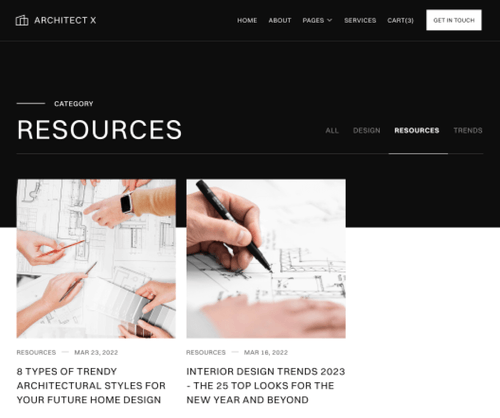 ARCHITECT X
HOME ABOUT PAGES SERVICES CART(3) GET IN TOUCH
CATEGORY
RESOURCES
ALL DESIGN RESOURCES TRENDS
RESOURCES — MAR 23, 2022
8 TYPES OF TRENDY
ARCHITECTURAL STYLES FOR
YOUR FUTURE HOME DESIGN
RESOURCES — MAR 16, 2022
INTERIOR DESIGN TRENDS 2023
- THE 25 TOP LOOKS FOR THE
NEW YEAR AND BEYOND